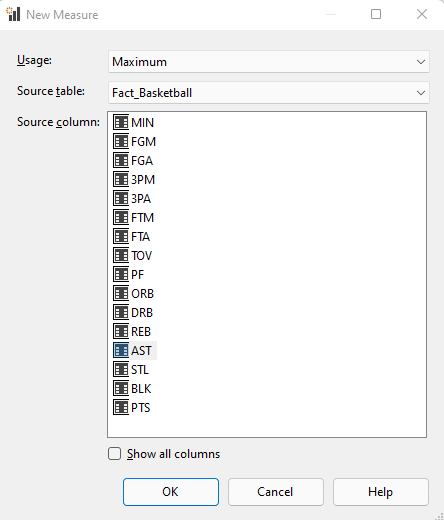 New Measure
Usage: Maximum
Source table: Fact_Basketball
Source column: MIN
FGM
FGA
3PM
3PA
FTM
FTA
TOV
PF
ORB
DRB
REB
AST
STL
BLK
PTS
Show all columns
OK Cancel Help